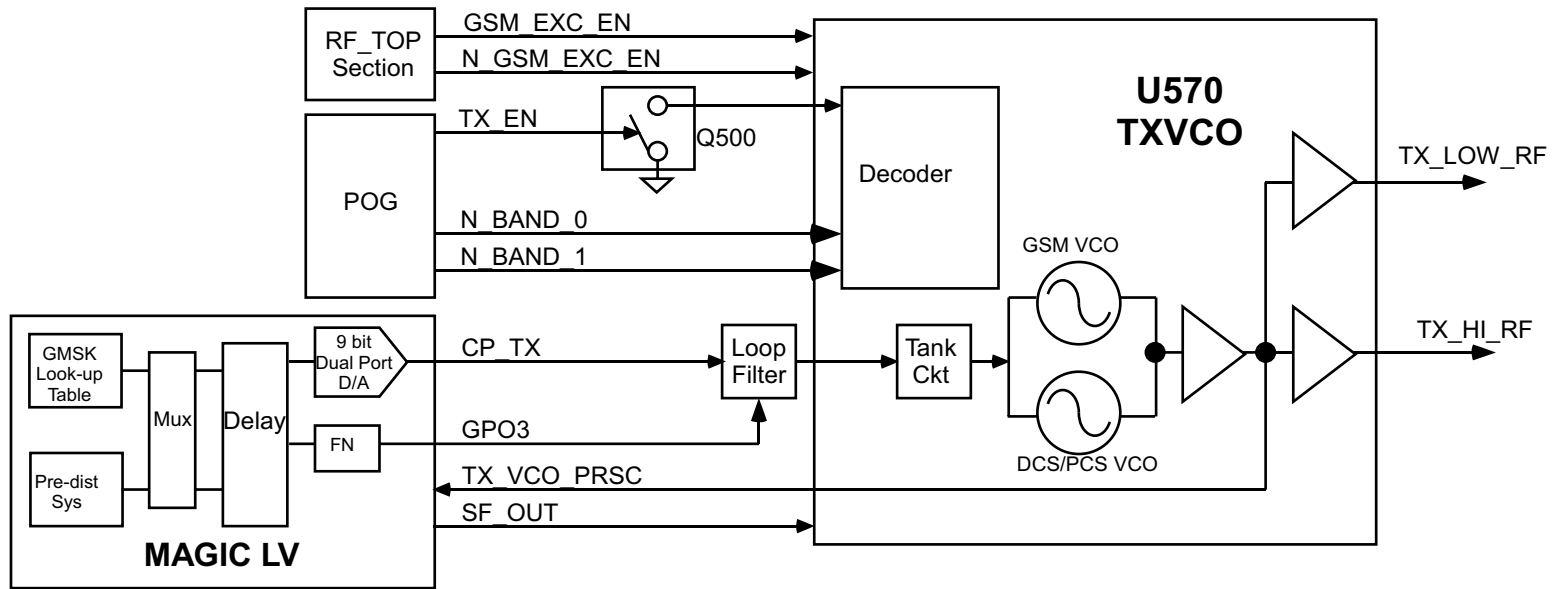 GSM_EXC_EN
RF_TOP
Section
N_GSM_EXC_EN
U570
TXVCO
TX_EN
Q500
TX_LOW_RF
Decoder
POG
N_BAND_0
N_BAND_1
GSM VCO
GMSK
Look-up
Table
Mux
Delay
9 bit
Dual Port
D/A
CP_TX
Loop
Filter
Tank
Ckt
TX_HI_RF
FN
GPO3
DCS/PCS VCO
Pre-dist
Sys
TX_VCO_PRSC
SF_OUT
MAGIC LV